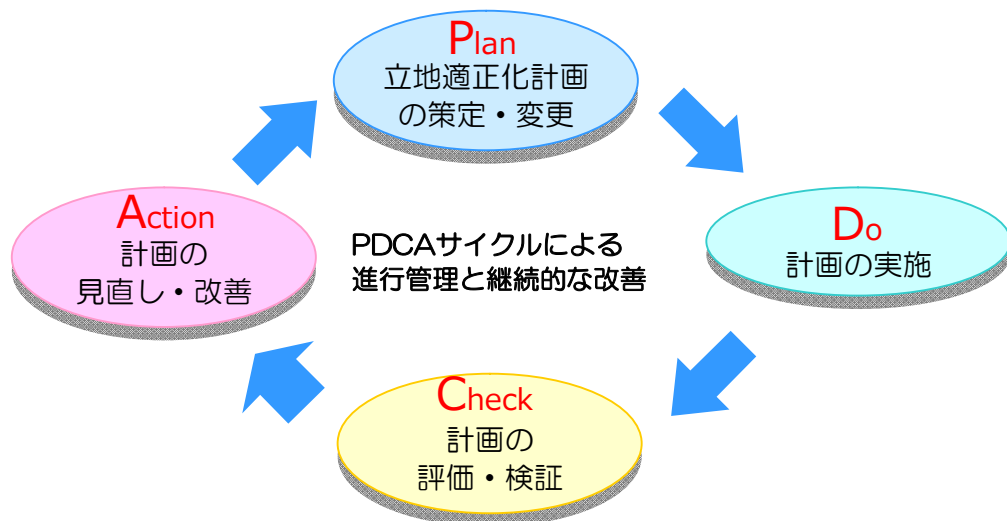 Plan
立地適正化計画
の策定・変更
Action
計画の
見直し・改善
PDCAサイクルによる
進行管理と継続的な改善
Do
計画の実施
Check
計画の
評価・検証